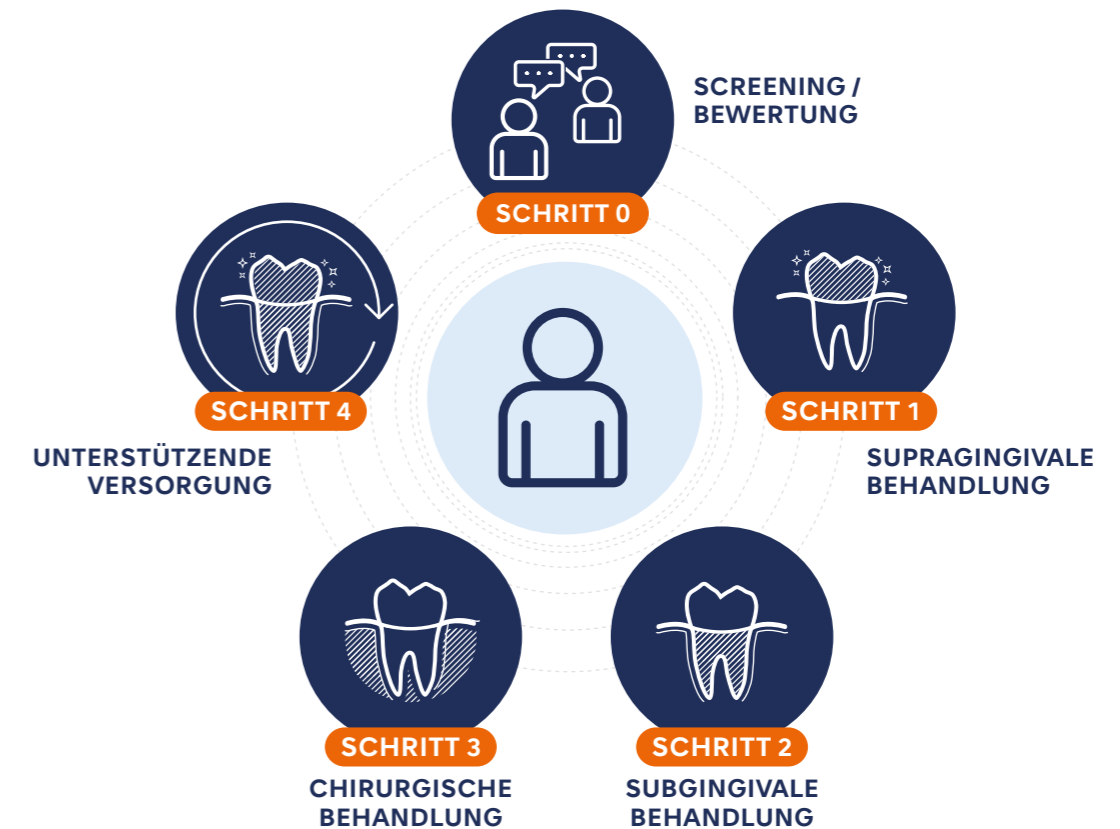 SCREENING /
BEWERTUNG
SCHRITT 0
SCHRITT 1
SUPRAGINGIVALE
BEHANDLUNG
SCHRITT 2
SUBGINGIVALE
BEHANDLUNG
SCHRITT 3
CHIRURGISCHE
BEHANDLUNG
SCHRITT 4
UNTERSTÜTZENDE
VERSORGUNG